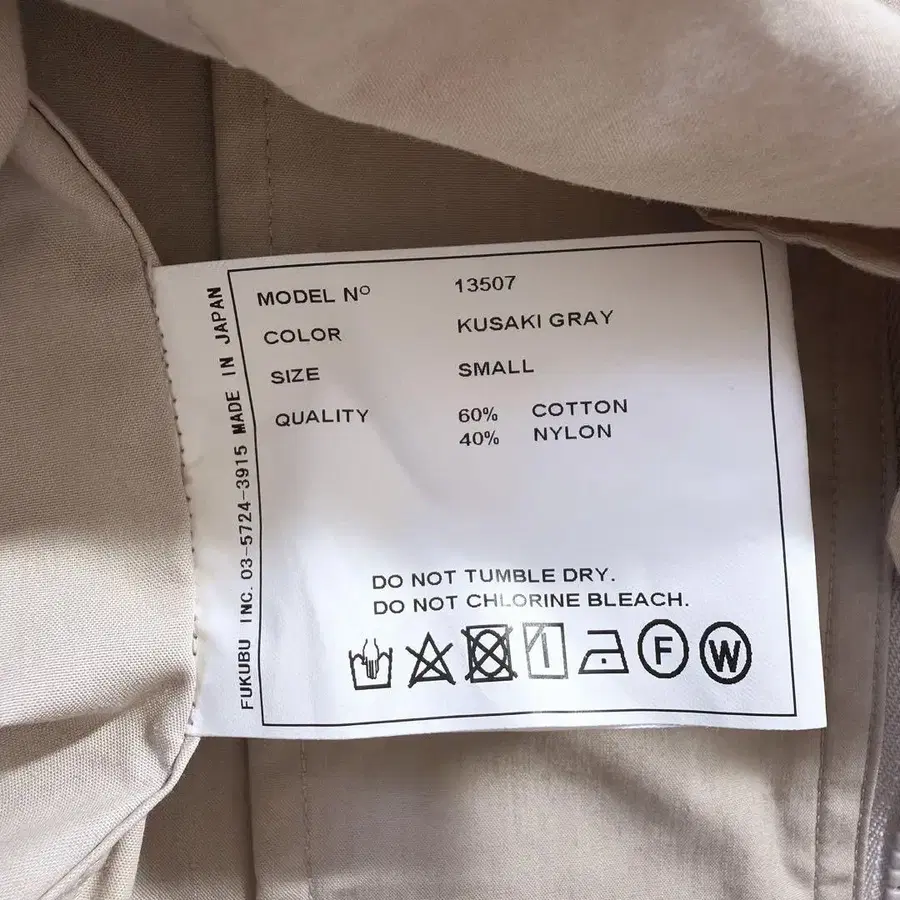 MODEL Nº 13507
COLOR KUSAKI GRAY
SIZE SMALL
QUALITY 60% COTTON
40% NYLON
DO NOT TUMBLE DRY.
DO NOT CHLORINE BLEACH.
F W
FUKUBU INC. 03-5724-3915 MADE IN JAPAN